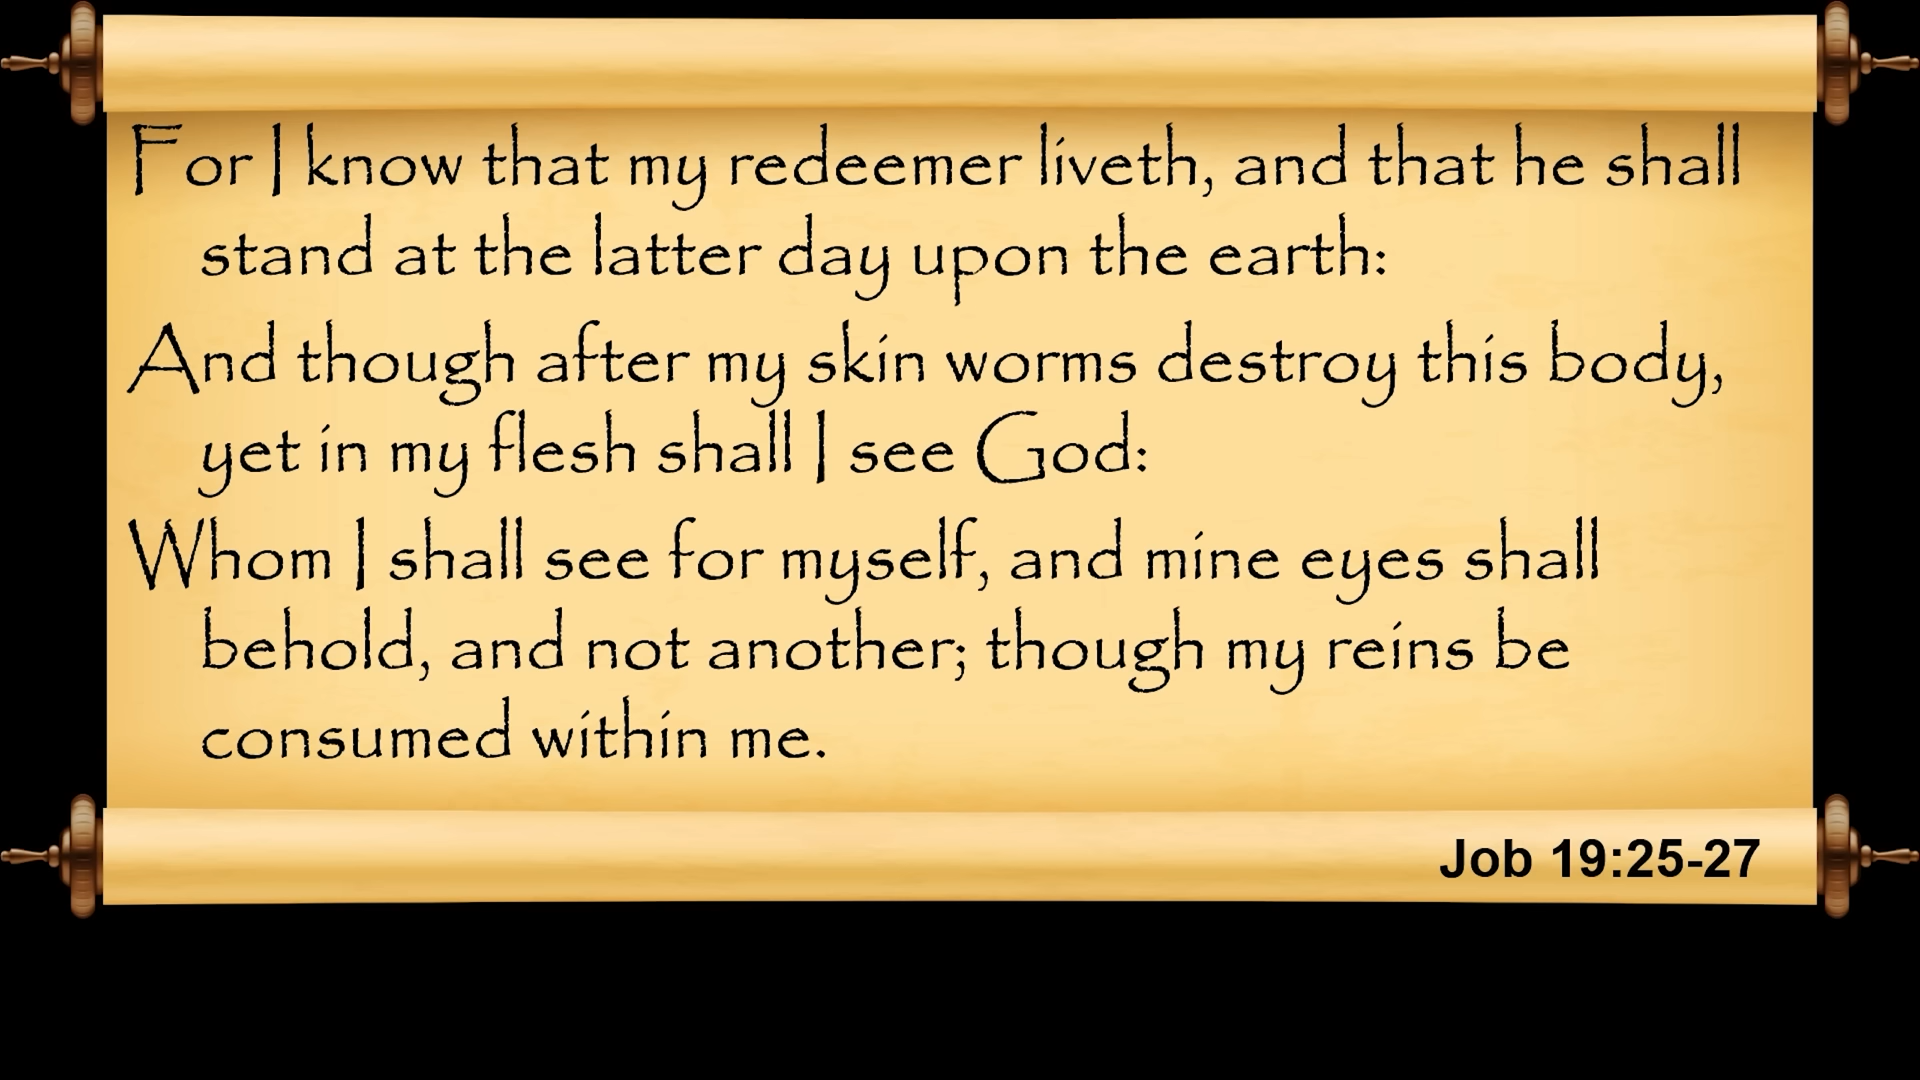 For I know that my redeemer liveth, and that he shall
stand at the latter day upon the earth:
And though after my skin worms destroy this body,
yet in my flesh shall I see God:
Whom I shall see for myself, and mine eyes shall
behold, and not another; though my reins be
consumed within me.
Job 19:25-27